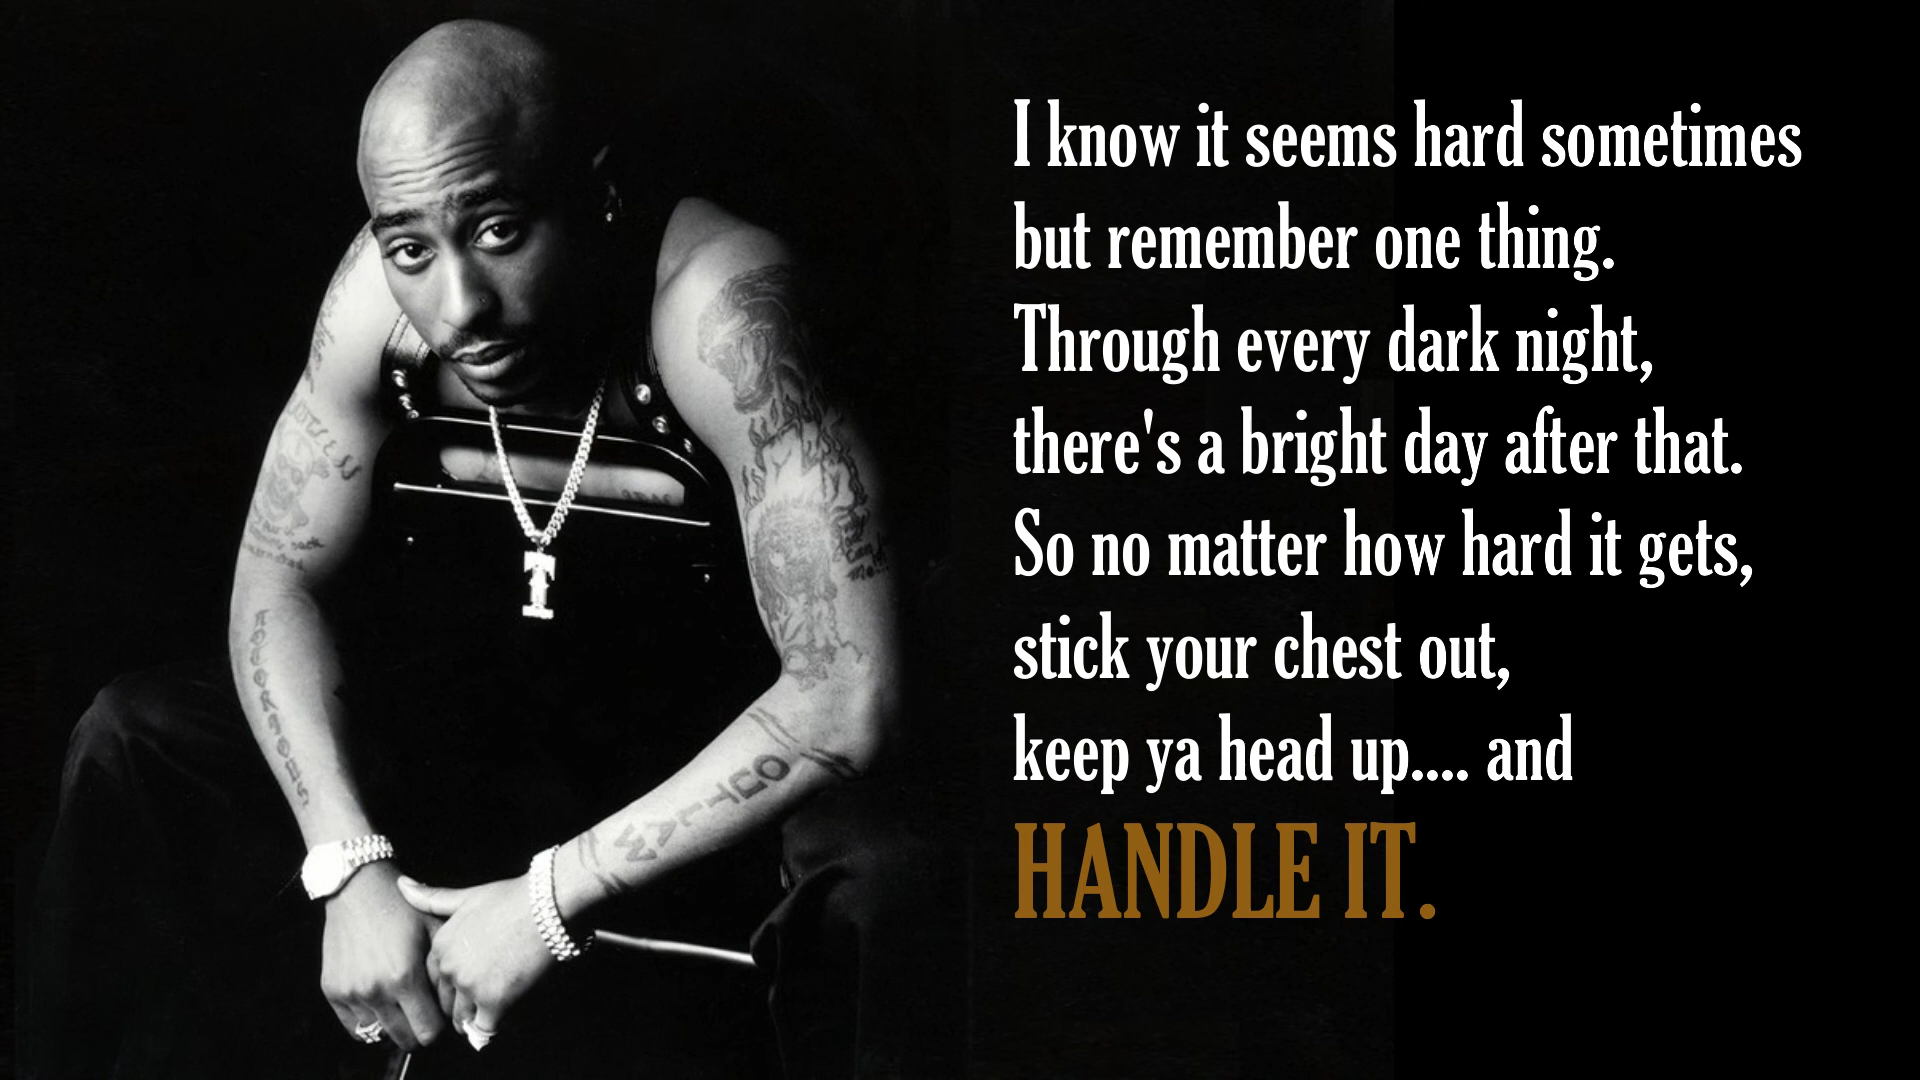 I know it seems hard sometimes
but remember one thing.
Through every dark night,
there's a bright day after that.
So no matter how hard it gets,
stick your chest out,
keep ya head up.... and
HANDLE IT.
OUTLAW